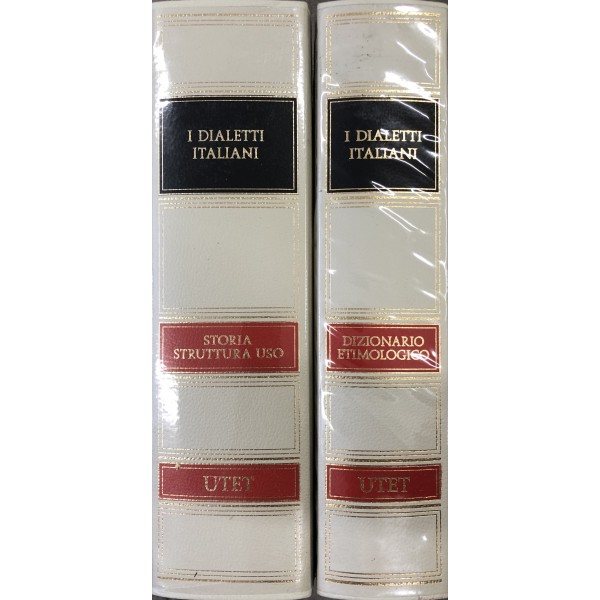 I DIALETTI
ITALIANI
STORIA
STRUTTURA USO
UTET
I DIALETTI
ITALIANI
DIZIONARIO
ETIMOLOGICO
UTET